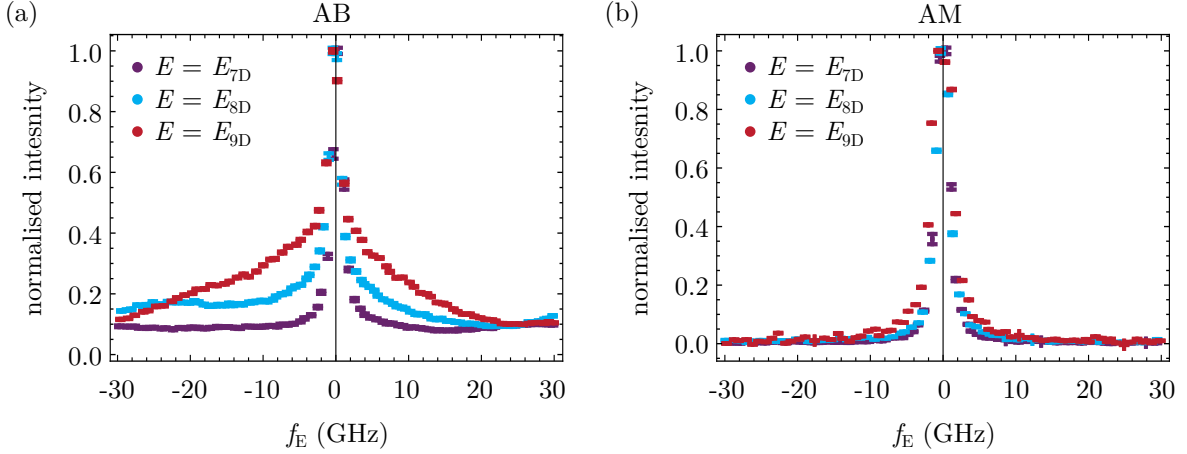 (a)
AB
normalised intesnity
1.0
0.8
0.6
0.4
0.2
0.0
E = E7D
E = E8D
E = E9D
-30 -20 -10 0 10 20 30
fE (GHz)
(b)
AM
normalised intesnity
1.0
0.8
0.6
0.4
0.2
0.0
E = E7D
E = E8D
E = E9D
-30 -20 -10 0 10 20 30
fE (GHz)